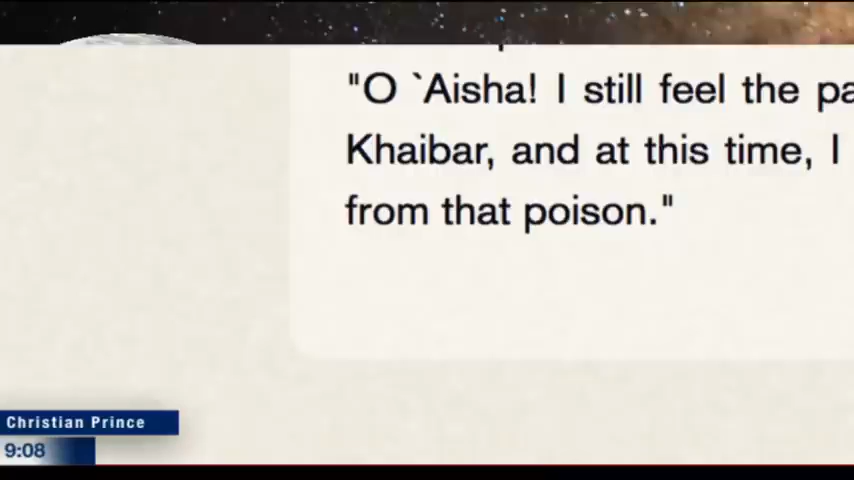 "O `Aisha! I still feel the pa
Khaibar, and at this time, I
from that poison."
Christian Prince
9:08